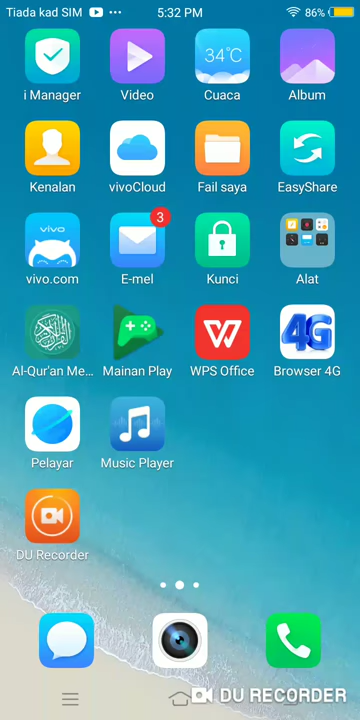 Tiada kad SIM ... 5:32 PM 86%
34°C
i Manager Video Cuaca Album
Kenalan vivoCloud Fail saya EasyShare
vivo 3
vivo.com E-mel Kunci Alat
4G
Al-Qur'an Me... Mainan Play WPS Office Browser 4G
Pelayar Music Player
DU Recorder
DU RECORDER